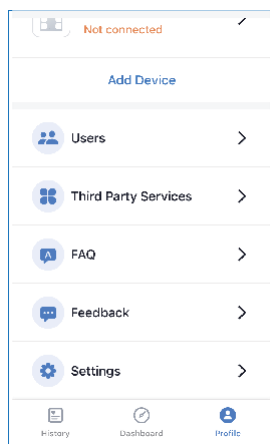 Not connected
Add Device
Users
Third Party Services
FAQ
Feedback
Settings
History
Dashboard
Profile